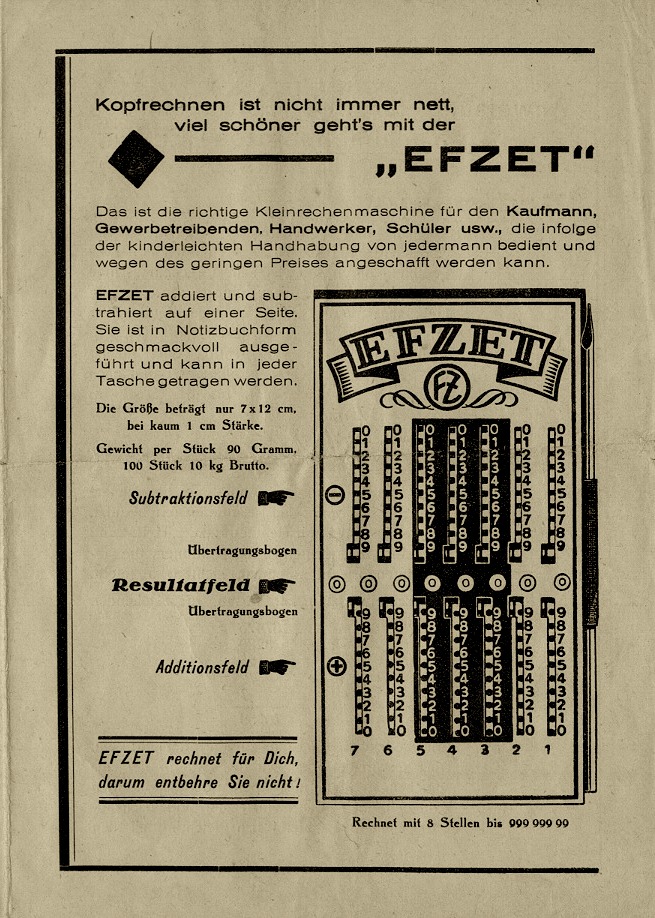 Kopfrechnen ist nicht immer nett,
viel schöner geht's mit der
„EFZET“
Das ist die richtige Kleinrechenmaschine für den Kaufmann,
Gewerbetreibenden, Handwerker, Schüler usw., die infolge
der kinderleichten Handhabung von jedermann bedient und
wegen des geringen Preises angeschafft werden kann.
EFZET addiert und sub-
trahiert auf einer Seite.
Sie ist in Notizbuchform
geschmackvoll ausge-
führt und kann in jeder
Tasche getragen werden.
Die Größe beträgt nur 7x12 cm,
bei kaum 1 cm Stärke.
Gewicht per Stück 90 Gramm,
100 Stück 10 kg Brutto.
Subtraktionsfeld
Übertragungsbogen
Resultatfeld
Übertragungsbogen
Additionsfeld
EFZET rechnet für Dich,
darum entbehre Sie nicht!
EFZET
FZ
0 0 0 0 0 0 0
1 1 1 1 1 1 1
2 2 2 2 2 2 2
3 3 3 3 3 3 3
4 4 4 4 4 4 4
5 5 5 5 5 5 5
6 6 6 6 6 6 6
7 7 7 7 7 7 7
8 8 8 8 8 8 8
9 9 9 9 9 9 9
0 0 0 0 0 0 0 0
9 9 9 9 9 9 9
8 8 8 8 8 8 8
7 7 7 7 7 7 7
6 6 6 6 6 6 6
5 5 5 5 5 5 5
4 4 4 4 4 4 4
3 3 3 3 3 3 3
2 2 2 2 2 2 2
1 1 1 1 1 1 1
0 0 0 0 0 0 0
7 6 5 4 3 2 1
Rechnet mit 8 Stellen bis 999 999 99